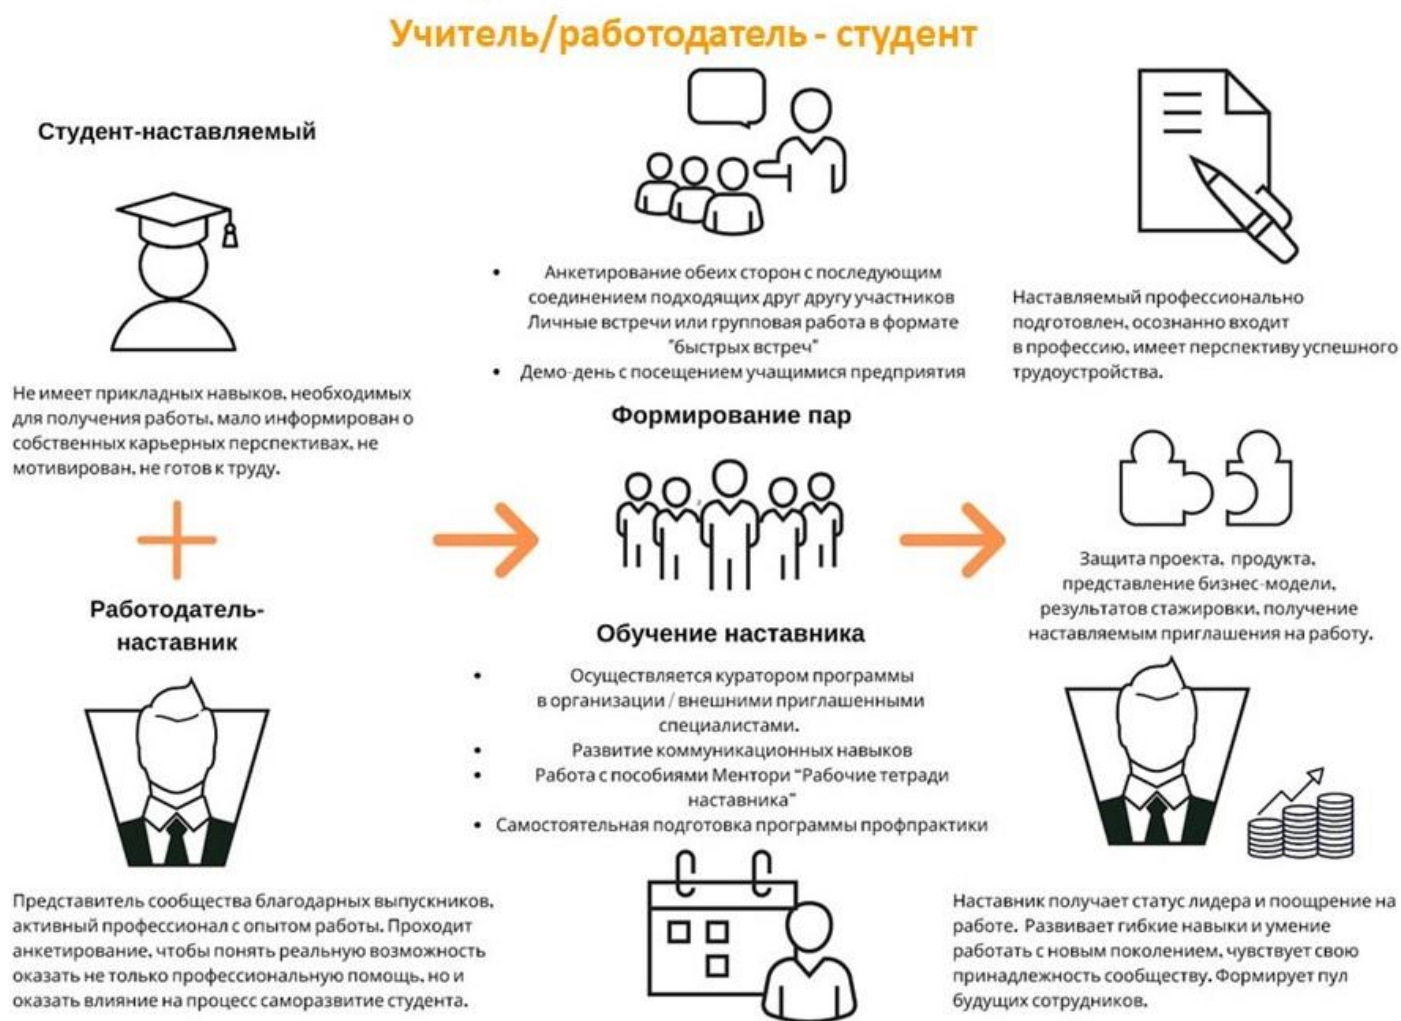 Учитель/работодатель - студент
Студент-наставляемый
Не имеет прикладных навыков, необходимых
для получения работы, мало информирован о
собственных карьерных перспективах, не
мотивирован, не готов к труду.
Работодатель-
наставник
Представитель сообщества благодарных выпускников,
активный профессионал с опытом работы. Проходит
анкетирование, чтобы понять реальную возможность
оказать не только профессиональную помощь, но и
оказать влияние на процесс саморазвитие студента.
• Анкетирование обеих сторон с последующим
соединением подходящих друг другу участников
Личные встречи или групповая работа в формате
"быстрых встреч"
• Демо-день с посещением учащимися предприятия
Формирование пар
Обучение наставника
• Осуществляется куратором программы
в организации / внешними приглашенными
специалистами.
• Развитие коммуникационных навыков
• Работа с пособиями Ментори "Рабочие тетради
наставника"
• Самостоятельная подготовка программы профпрактики
Наставляемый профессионально
подготовлен, осознанно входит
в профессию, имеет перспективу успешного
трудоустройства.
Защита проекта, продукта,
представление бизнес-модели,
результатов стажировки, получение
наставляемым приглашения на работу.
Наставник получает статус лидера и поощрение на
работе. Развивает гибкие навыки и умение
работать с новым поколением, чувствует свою
принадлежность сообществу. Формирует пул
будущих сотрудников.